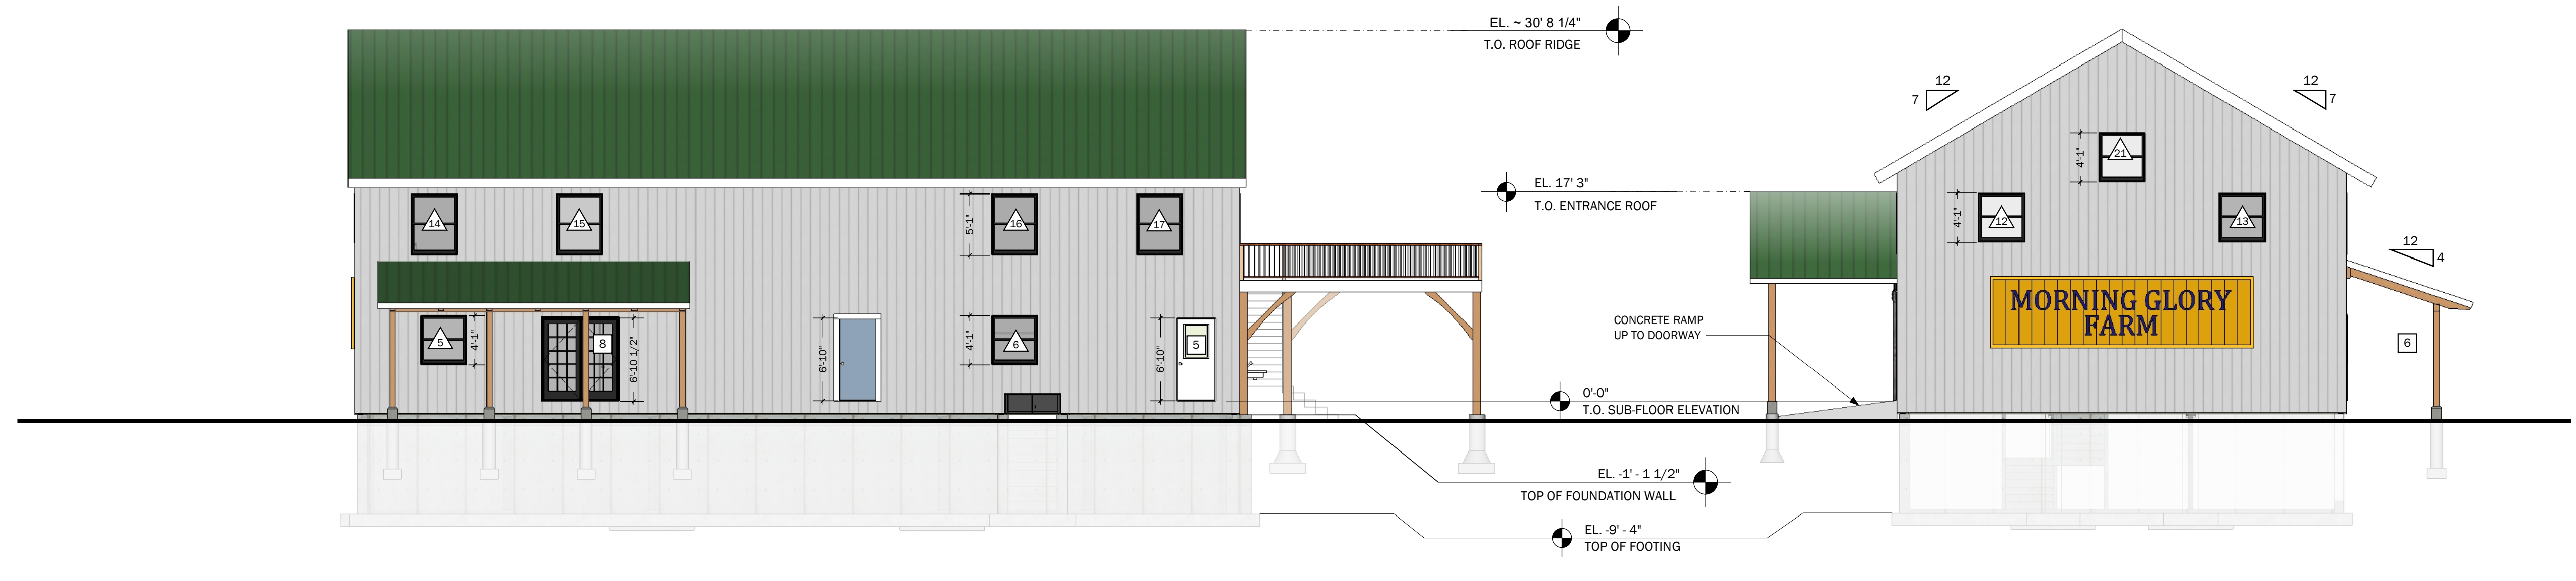 EL. ~ 30' 8 1/4"
T.O. ROOF RIDGE
12
7
12
7
21
4'-1"
EL. 17' 3"
T.O. ENTRANCE ROOF
14
15
5'-1"
16
17
4'-1"
12
13
12
4
MORNING GLORY
FARM
CONCRETE RAMP
UP TO DOORWAY
5
4'-1"
8
6'-10 1/2"
6'-10"
4'-1"
6
6'-10"
5
6
0'-0"
T.O. SUB-FLOOR ELEVATION
EL. -1' - 1 1/2"
TOP OF FOUNDATION WALL
EL. -9' - 4"
TOP OF FOOTING